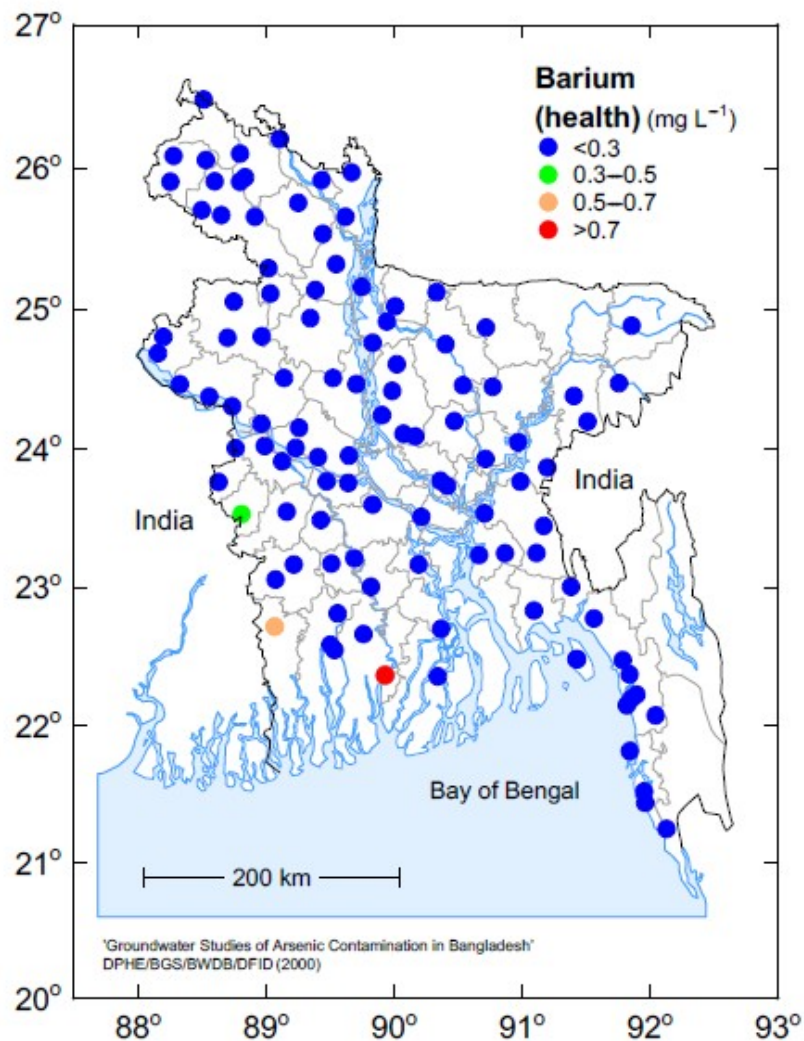 27°
26°
25°
24°
23°
22°
21°
20°
Barium
(health) (mg L⁻¹)
<0.3
0.3–0.5
0.5–0.7
>0.7
India
India
Bay of Bengal
200 km
'Groundwater Studies of Arsenic Contamination in Bangladesh'
DPHE/BGS/BWDB/DFID (2000)
88° 89° 90° 91° 92° 93°